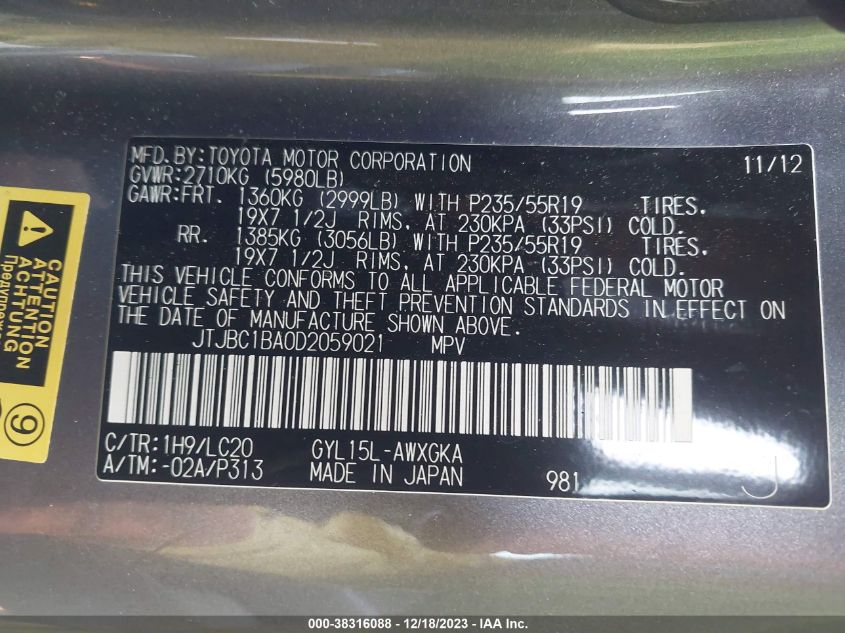 MFD. BY: TOYOTA MOTOR CORPORATION 11/12
GVWR: 2710KG (5980LB)
GAWR: FRT. 1360KG (2999LB) WITH P235/55R19 TIRES,
19X7 1/2J RIMS, AT 230KPA (33PSI) COLD.
RR. 1385KG (3056LB) WITH P235/55R19 TIRES,
19X7 1/2J RIMS, AT 230KPA (33PSI) COLD.
THIS VEHICLE CONFORMS TO ALL APPLICABLE FEDERAL MOTOR
VEHICLE SAFETY AND THEFT PREVENTION STANDARDS IN EFFECT ON
THE DATE OF MANUFACTURE SHOWN ABOVE.
JTJBC1BA0D2059021 MPV
C/TR: 1H9/LC20 GYL15L-AWXGKA
A/TM: -02A/P313 MADE IN JAPAN 981 J
CAUTION
ATTENTION
ACHTUNG
9
000-38316088 - 12/18/2023 - IAA Inc.